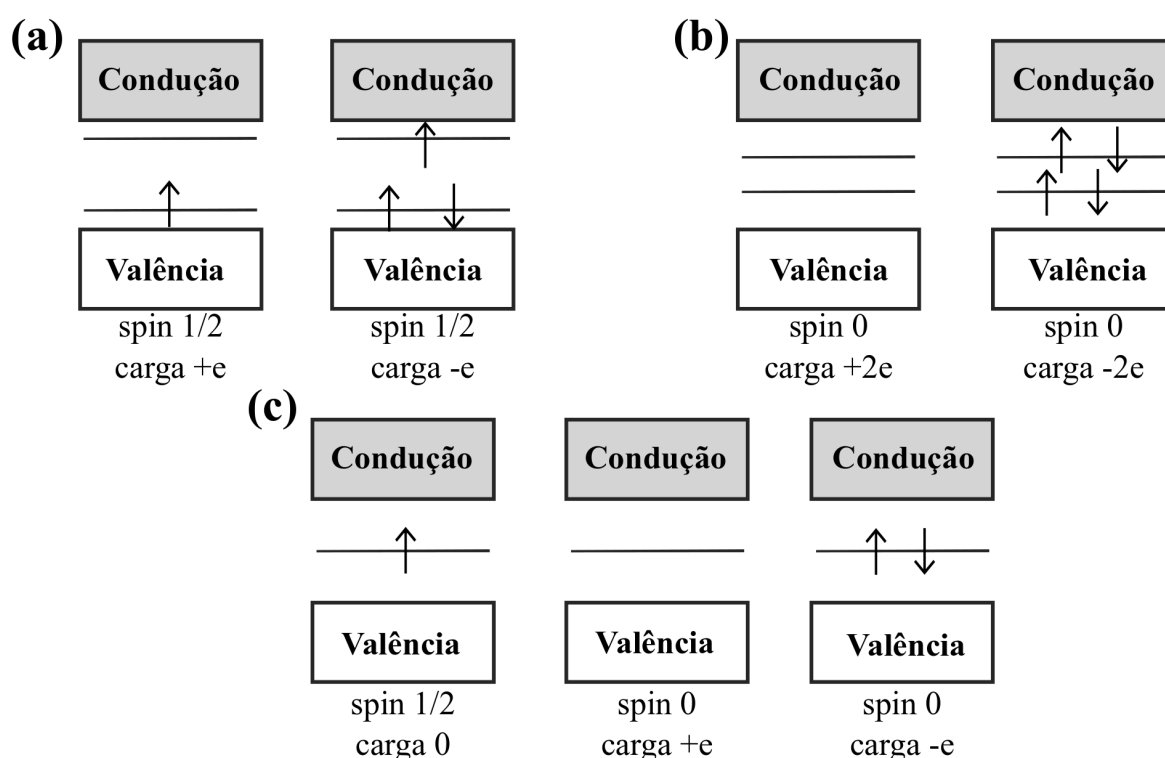 (a)
Condução
Condução
Valência
Valência
spin 1/2
carga +e
spin 1/2
carga -e
(b)
Condução
Condução
Valência
Valência
spin 0
carga +2e
spin 0
carga -2e
(c)
Condução
Condução
Condução
Valência
Valência
Valência
spin 1/2
carga 0
spin 0
carga +e
spin 0
carga -e